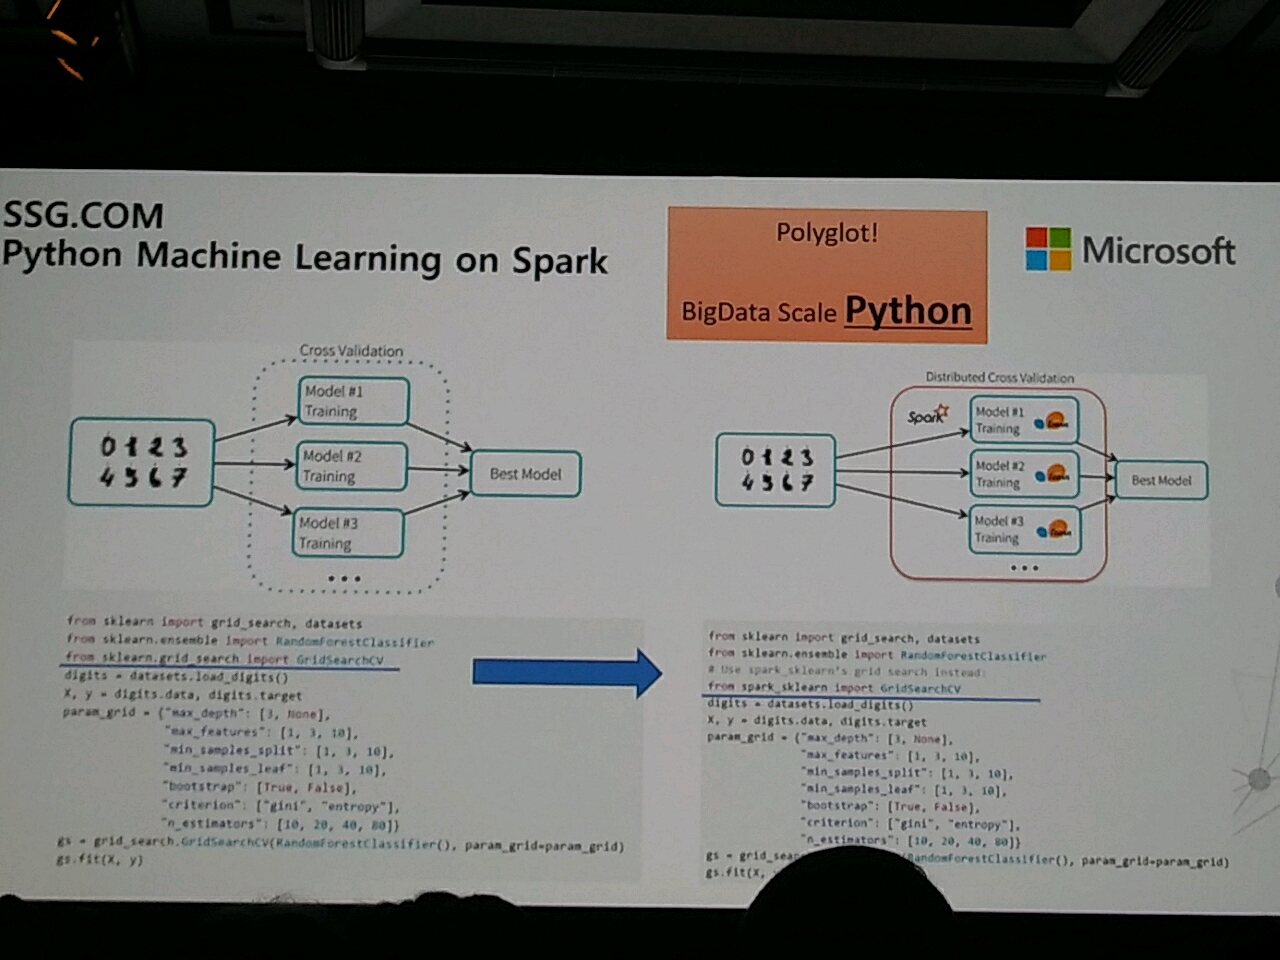 SSG.COM
Python Machine Learning on Spark
Polyglot!
BigData Scale Python
Microsoft
Cross Validation
Model #1
Training
Model #2
Training
Model #3
Training
...
0 1 2 3
4 5 6 7
Best Model
from sklearn import grid_search, datasets
from sklearn.ensemble import RandomForestClassifier
from sklearn.grid_search import GridSearchCV
digits = datasets.load_digits()
X, y = digits.data, digits.target
param_grid = {"max_depth": [3, None],
"max_features": [1, 3, 10],
"min_samples_split": [1, 3, 10],
"min_samples_leaf": [1, 3, 10],
"bootstrap": [True, False],
"criterion": ["gini", "entropy"],
"n_estimators": [10, 20, 40, 80]}
gs = grid_search.GridSearchCV(RandomForestClassifier(), param_grid=param_grid)
gs.fit(X, y)
Distributed Cross Validation
Spark
Model #1
Training
Model #2
Training
Model #3
Training
...
0 1 2 3
4 5 6 7
Best Model
from sklearn import grid_search, datasets
from sklearn.ensemble import RandomForestClassifier
# Use spark_sklearn's grid search instead:
from spark_sklearn import GridSearchCV
digits = datasets.load_digits()
X, y = digits.data, digits.target
param_grid = {"max_depth": [3, None],
"max_features": [1, 3, 10],
"min_samples_split": [1, 3, 10],
"min_samples_leaf": [1, 3, 10],
"bootstrap": [True, False],
"criterion": ["gini", "entropy"],
"n_estimators": [10, 20, 40, 80]}
gs = RandomForestClassifier(), param_grid=param_grid)
gs.fit(X,